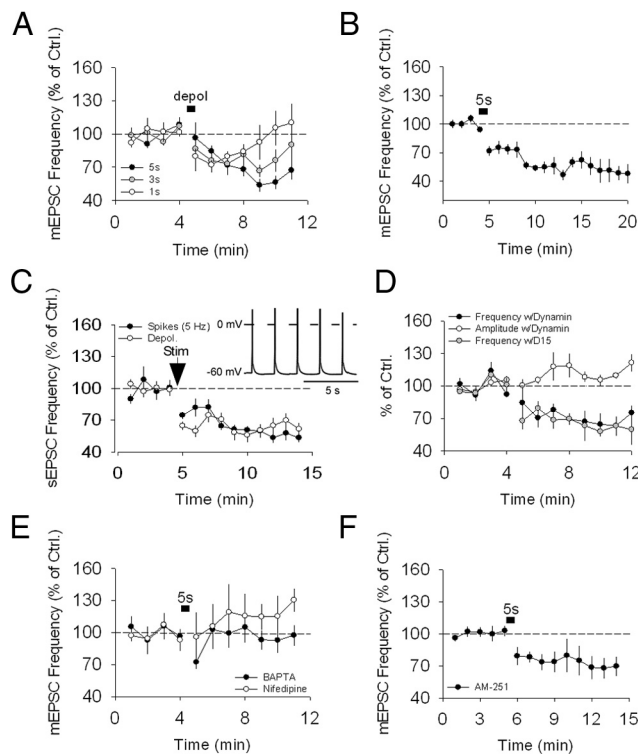 A
mEPSC Frequency (% of Ctrl.)
160
130
100
70
40
depol
5s
3s
1s
0
4
8
12
Time (min)
B
mEPSC Frequency (% of Ctrl.)
160
130
100
70
40
5s
0
5
10
15
20
Time (min)
C
sEPSC Frequency (% of Ctrl.)
160
130
100
70
40
Spikes (5 Hz)
Depol.
Stim
0 mV
-60 mV
5 s
0
5
10
15
Time (min)
D
% of Ctrl.
160
130
100
70
40
Frequency w/Dynamin
Amplitude w/Dynamin
Frequency w/D15
0
4
8
12
Time (min)
E
mEPSC Frequency (% of Ctrl.)
160
130
100
70
40
5s
BAPTA
Nifedipine
0
4
8
12
Time (min)
F
mEPSC Frequency (% of Ctrl.)
160
130
100
70
40
5s
AM-251
0
3
6
9
12
15
Time (min)